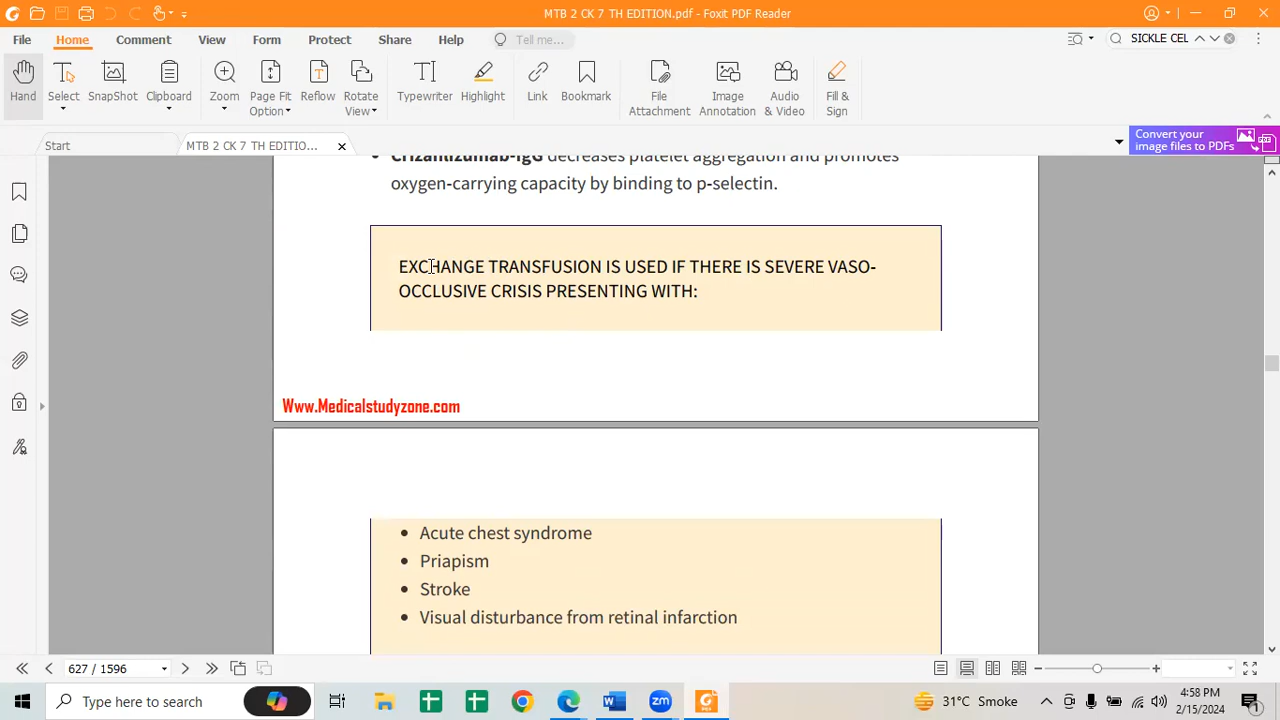 MTB 2 CK 7 TH EDITION.pdf - Foxit PDF Reader
File
Home
Comment
View
Form
Protect
Share
Help
Tell me...
SICKLE CEL
Hand
Select
SnapShot
Clipboard
Zoom
Page Fit Option
Reflow
Rotate View
Typewriter
Highlight
Link
Bookmark
File Attachment
Image Annotation
Audio & Video
Fill & Sign
Start
MTB 2 CK 7 TH EDITIO...
Convert your image files to PDFs
Crizanlizumab-IgG decreases platelet aggregation and promotes
oxygen-carrying capacity by binding to p-selectin.
EXCHANGE TRANSFUSION IS USED IF THERE IS SEVERE VASO-
OCCLUSIVE CRISIS PRESENTING WITH:
Www.Medicalstudyzone.com
• Acute chest syndrome
• Priapism
• Stroke
• Visual disturbance from retinal infarction
627 / 1596
Type here to search
31°C Smoke
4:58 PM
2/15/2024